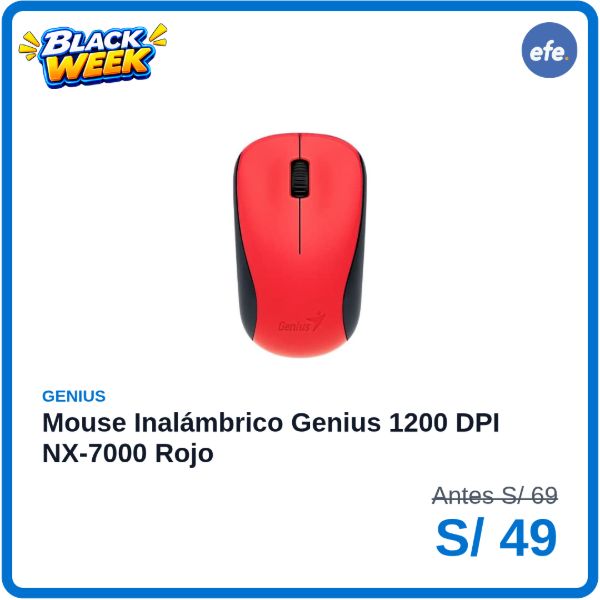 BLACK
WEEK
efe.
Genius
GENIUS
Mouse Inalámbrico Genius 1200 DPI
NX-7000 Rojo
Antes S/ 69
S/ 49